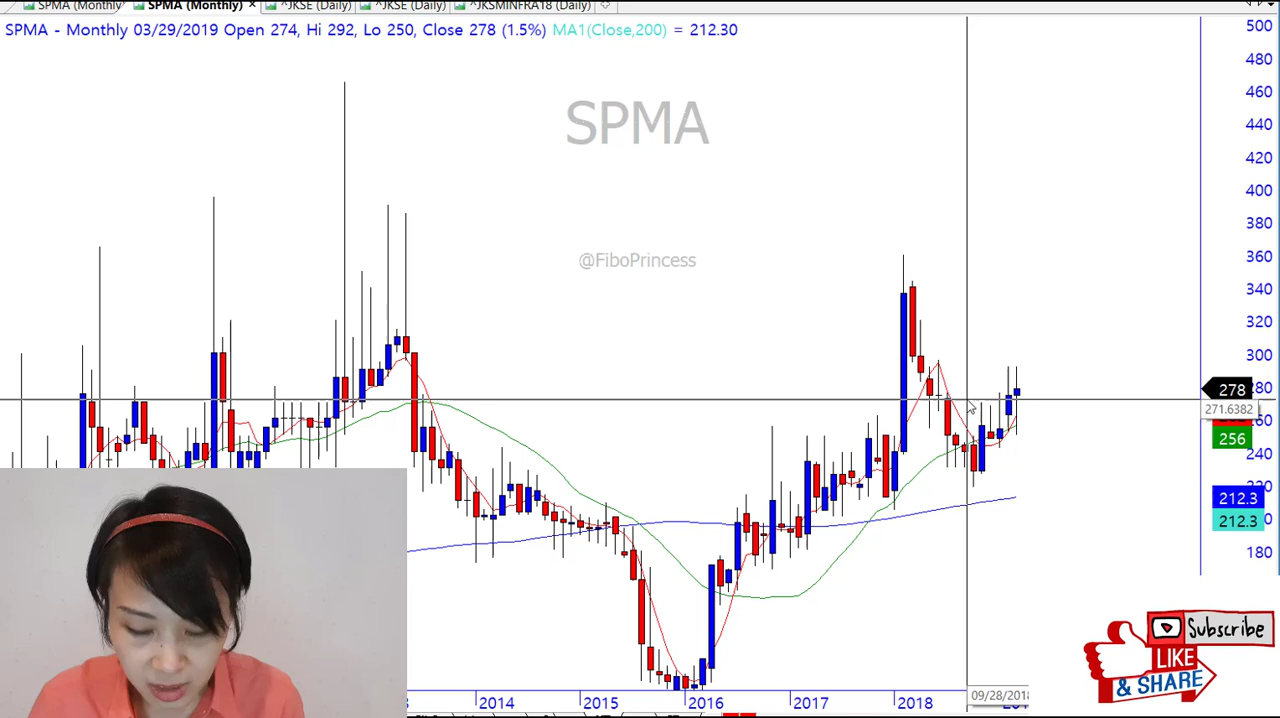 SPMA (Monthly) SPMA (Monthly) × ^JKSE (Daily) ^JKSE (Daily) ^JKSMINFRA18 (Daily)
SPMA - Monthly 03/29/2019 Open 274, Hi 292, Lo 250, Close 278 (1.5%) MA1(Close,200) = 212.30
SPMA
@FiboPrincess
500
480
460
440
420
400
380
360
340
320
300
278
271.6382
256
240
220
212.3
212.3
180
Subscribe
LIKE
& SHARE
2014 2015 2016 2017 2018
09/28/2018